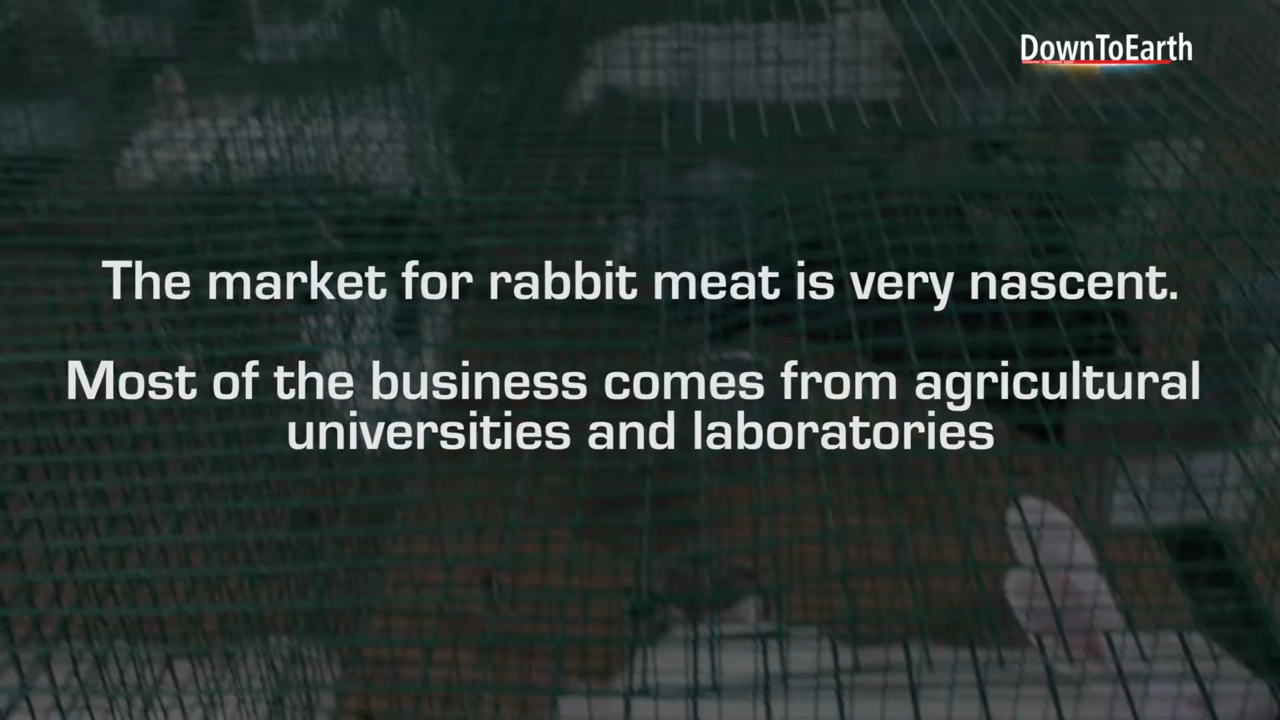 DownToEarth
The market for rabbit meat is very nascent.
Most of the business comes from agricultural
universities and laboratories